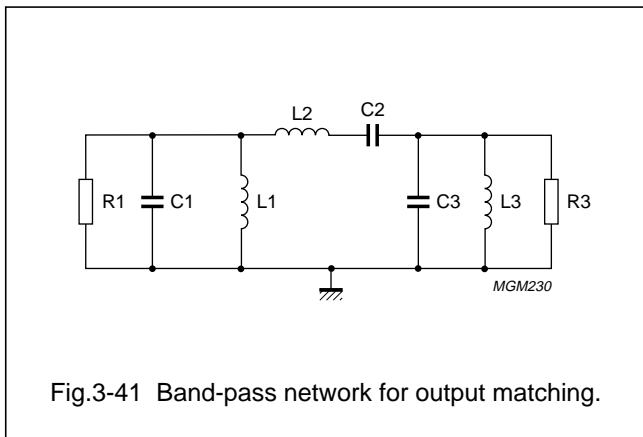 L2
C2
R1
C1
L1
C3
L3
R3
MGM230
Fig.3-41 Band-pass network for output matching.